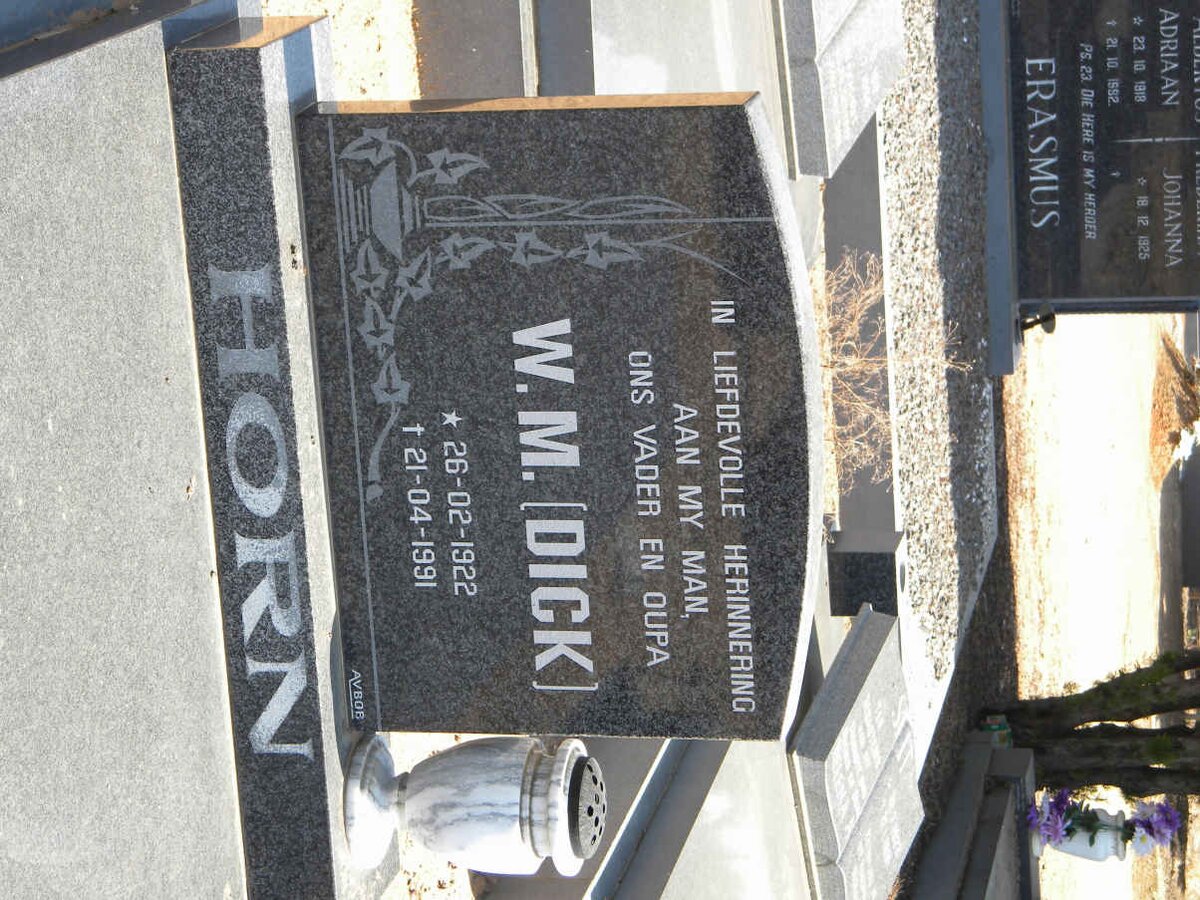 IN LIEFDEVOLLE HERINNERING
AAN MY MAN,
ONS VADER EN OUPA
W. M. (DICK)
★ 26-02-1922
† 21-04-1991
AVBOB
HORN
ADRIAAN JOHANNA
☆ 23. 10. 1918 ☆ 18. 12. 1925
† 21. 10. 1992. †
PS. 23. DIE HERE IS MY HERDER
ERASMUS